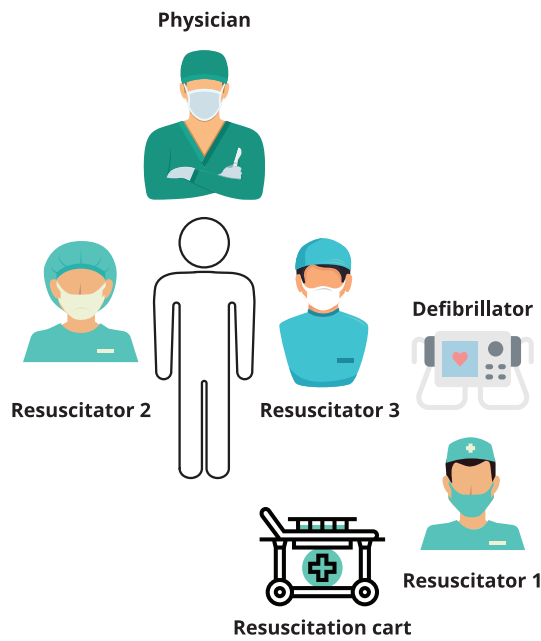 Physician
Defibrillator
Resuscitator 2
Resuscitator 3
Resuscitator 1
Resuscitation cart